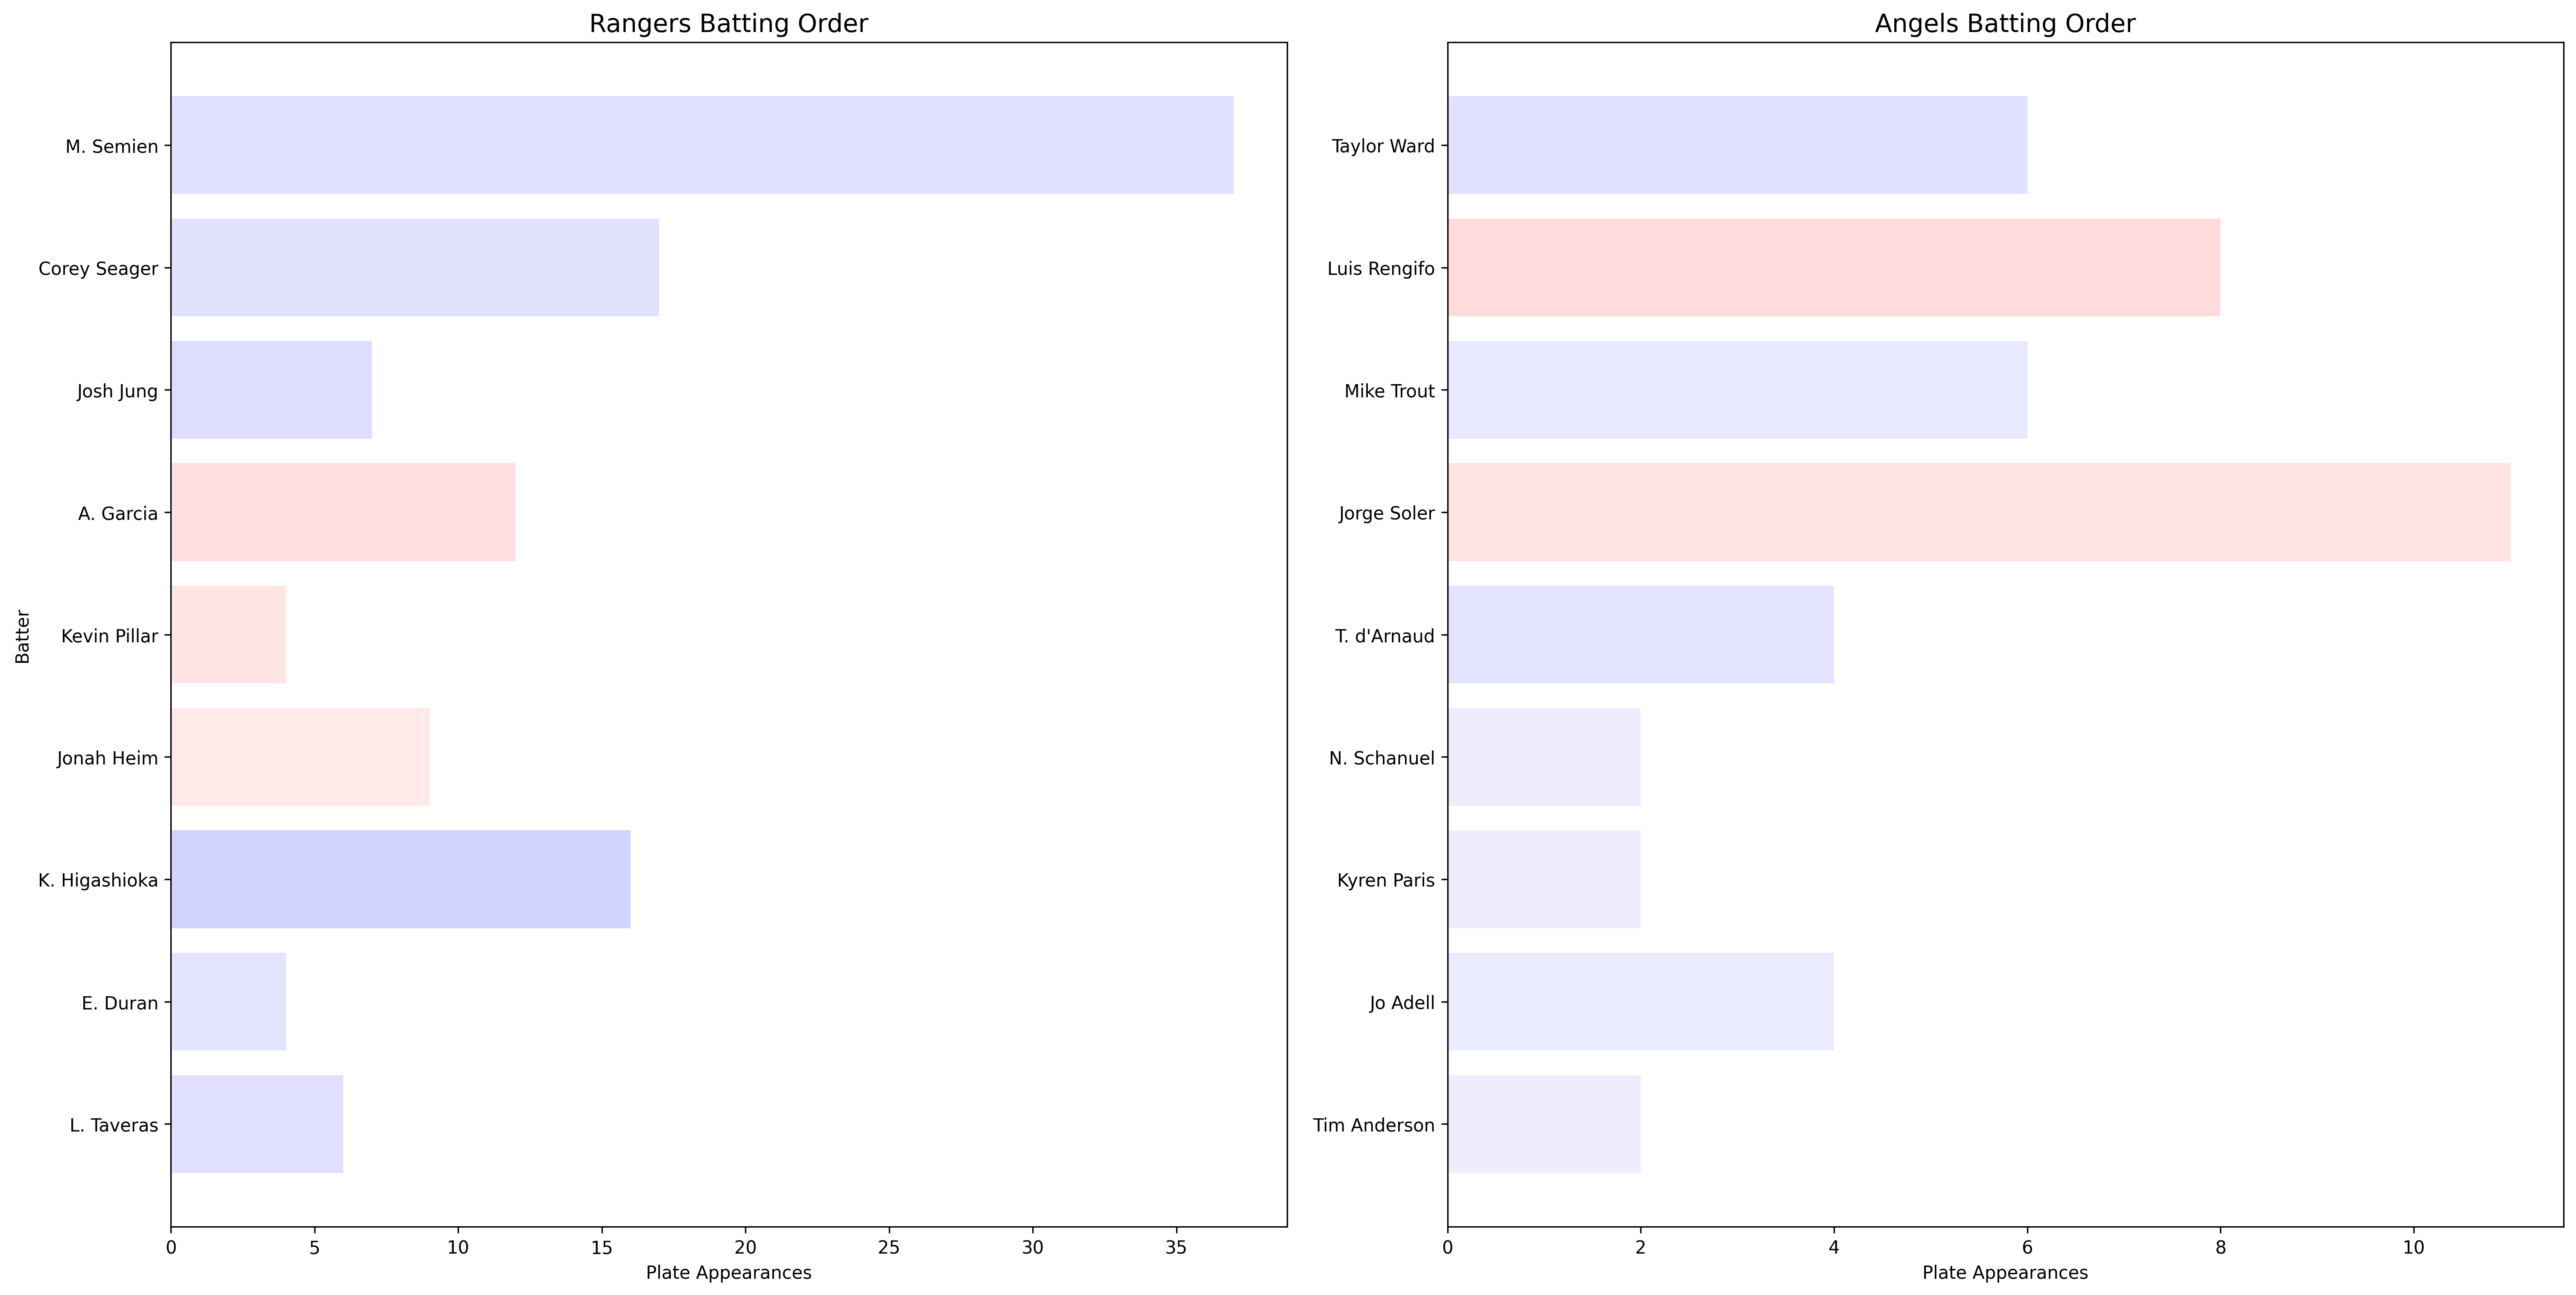 Rangers Batting Order
Batter
M. Semien
Corey Seager
Josh Jung
A. Garcia
Kevin Pillar
Jonah Heim
K. Higashioka
E. Duran
L. Taveras
0 5 10 15 20 25 30 35
Plate Appearances
Angels Batting Order
Taylor Ward
Luis Rengifo
Mike Trout
Jorge Soler
T. d'Arnaud
N. Schanuel
Kyren Paris
Jo Adell
Tim Anderson
0 2 4 6 8 10
Plate Appearances